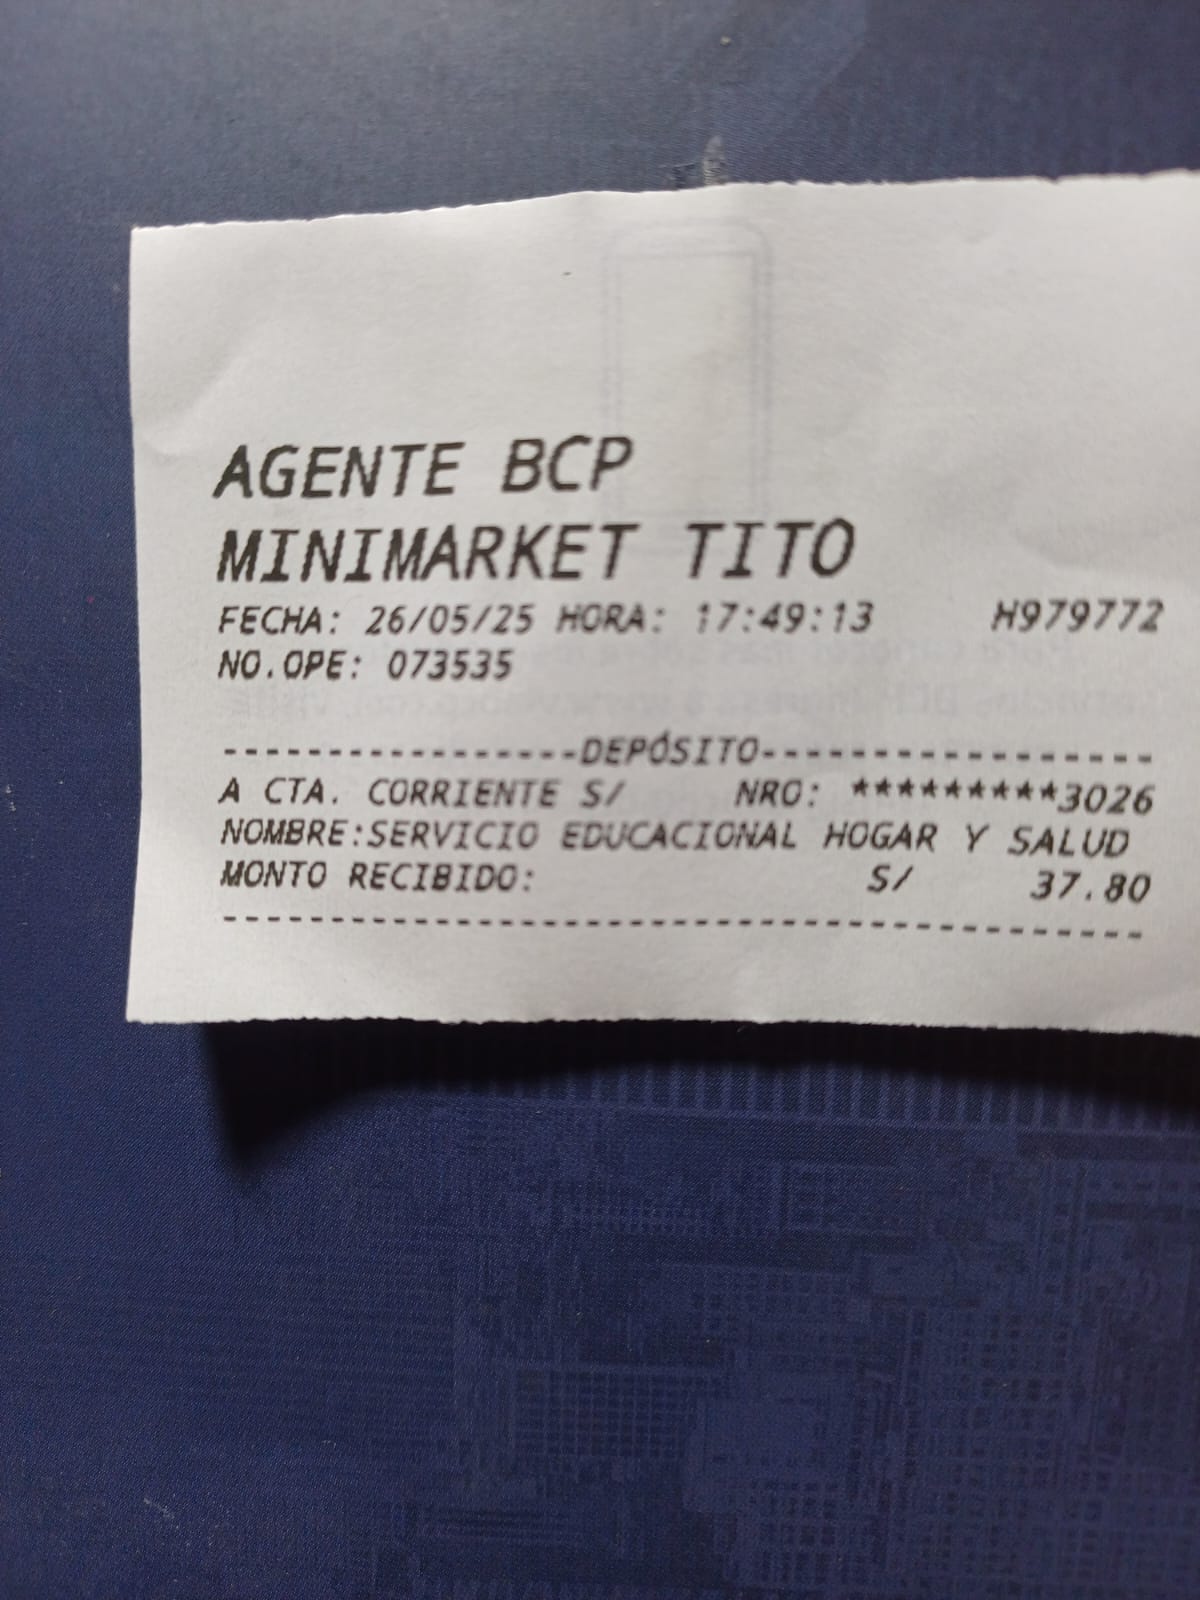 AGENTE BCP
MINIMARKET TITO
FECHA: 26/05/25 HORA: 17:49:13 H979772
NO.OPE: 073535
-----------------DEPÓSITO-----------------
A CTA. CORRIENTE S/ NRO: *********3026
NOMBRE:SERVICIO EDUCACIONAL HOGAR Y SALUD
MONTO RECIBIDO: S/ 37.80
------------------------------------------